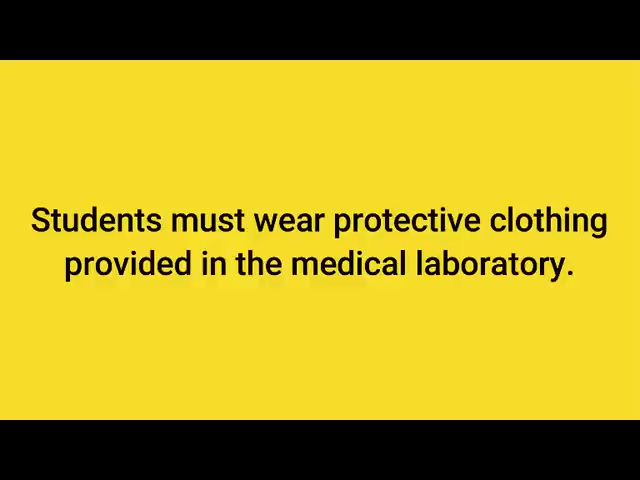 Students must wear protective clothing
provided in the medical laboratory.